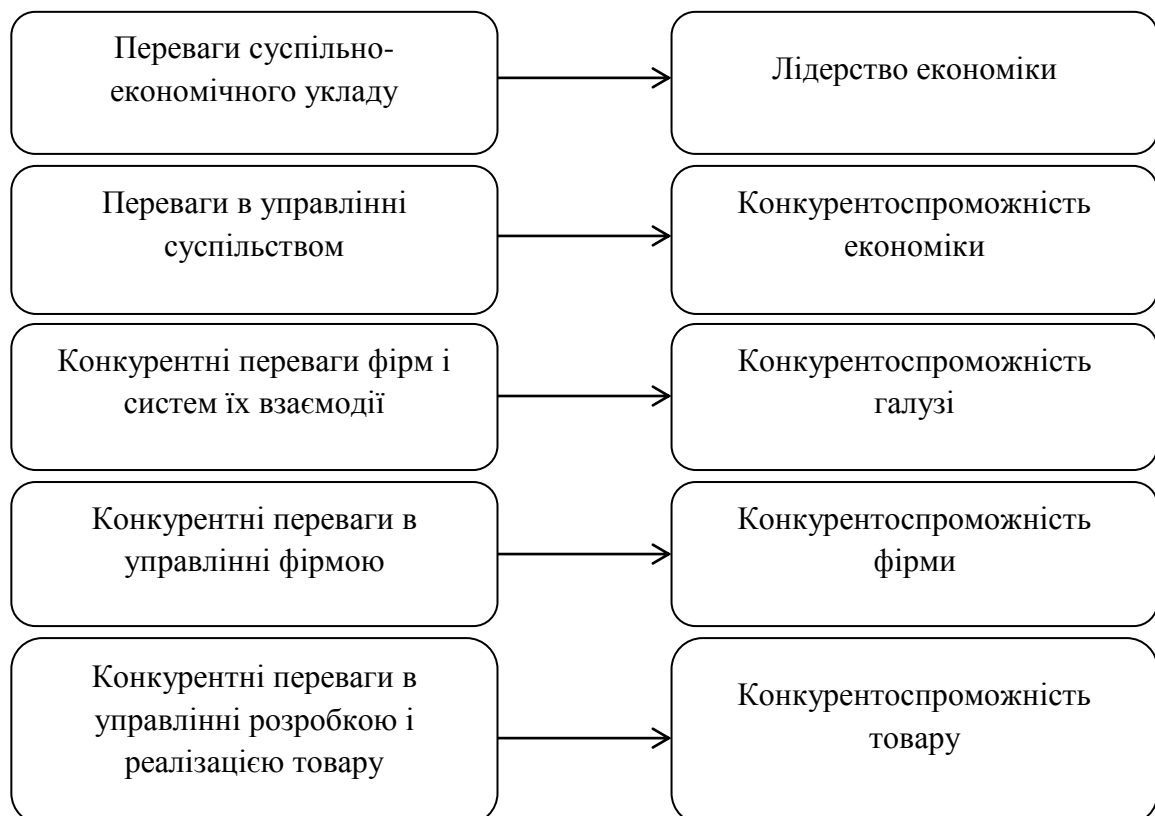 Переваги суспільно-
економічного укладу
Лідерство економіки
Переваги в управлінні
суспільством
Конкурентоспроможність
економіки
Конкурентні переваги фірм і
систем їх взаємодії
Конкурентоспроможність
галузі
Конкурентні переваги в
управлінні фірмою
Конкурентоспроможність
фірми
Конкурентні переваги в
управлінні розробкою і
реалізацією товару
Конкурентоспроможність
товару